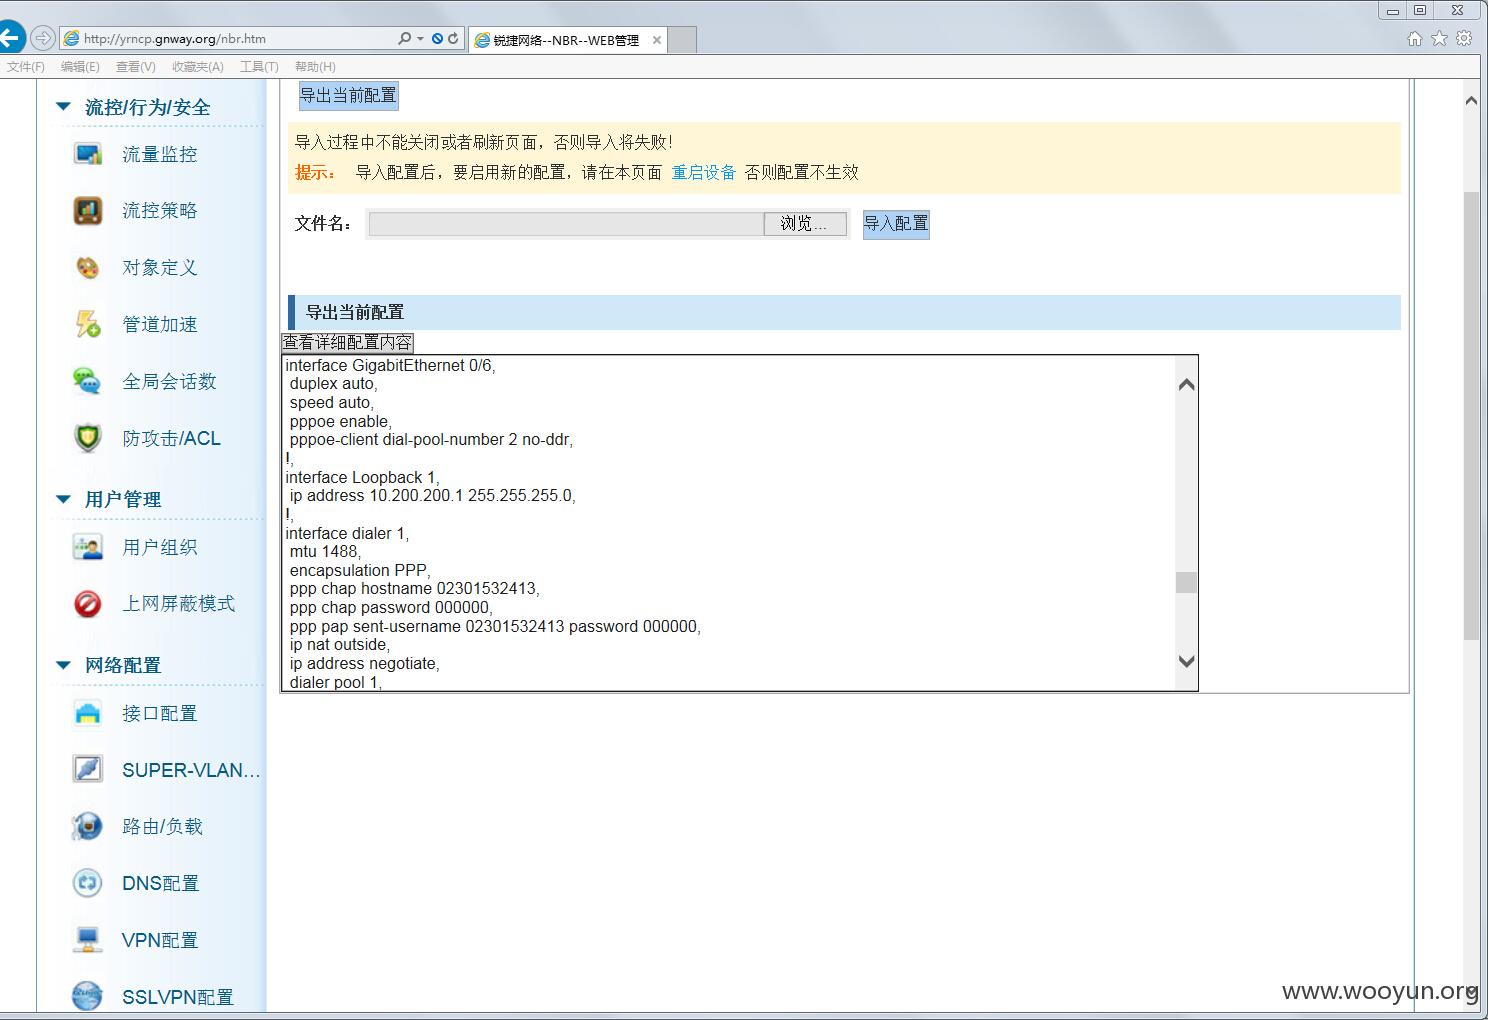 http://yrncp.gnway.org/nbr.htm
锐捷网络--NBR--WEB管理
文件(F) 编辑(E) 查看(V) 收藏夹(A) 工具(T) 帮助(H)
流控/行为/安全
流量监控
流控策略
对象定义
管道加速
全局会话数
防攻击/ACL
用户管理
用户组织
上网屏蔽模式
网络配置
接口配置
SUPER-VLAN...
路由/负载
DNS配置
VPN配置
SSLVPN配置
导出当前配置
导入过程中不能关闭或者刷新页面，否则导入将失败！
提示： 导入配置后，要启用新的配置，请在本页面 重启设备 否则配置不生效
文件名： 浏览... 导入配置
导出当前配置
查看详细配置内容
interface GigabitEthernet 0/6,
duplex auto,
speed auto,
pppoe enable,
pppoe-client dial-pool-number 2 no-ddr,
!,
interface Loopback 1,
ip address 10.200.200.1 255.255.255.0,
!,
interface dialer 1,
mtu 1488,
encapsulation PPP,
ppp chap hostname 02301532413,
ppp chap password 000000,
ppp pap sent-username 02301532413 password 000000,
ip nat outside,
ip address negotiate,
dialer pool 1,
www.wooyun.org